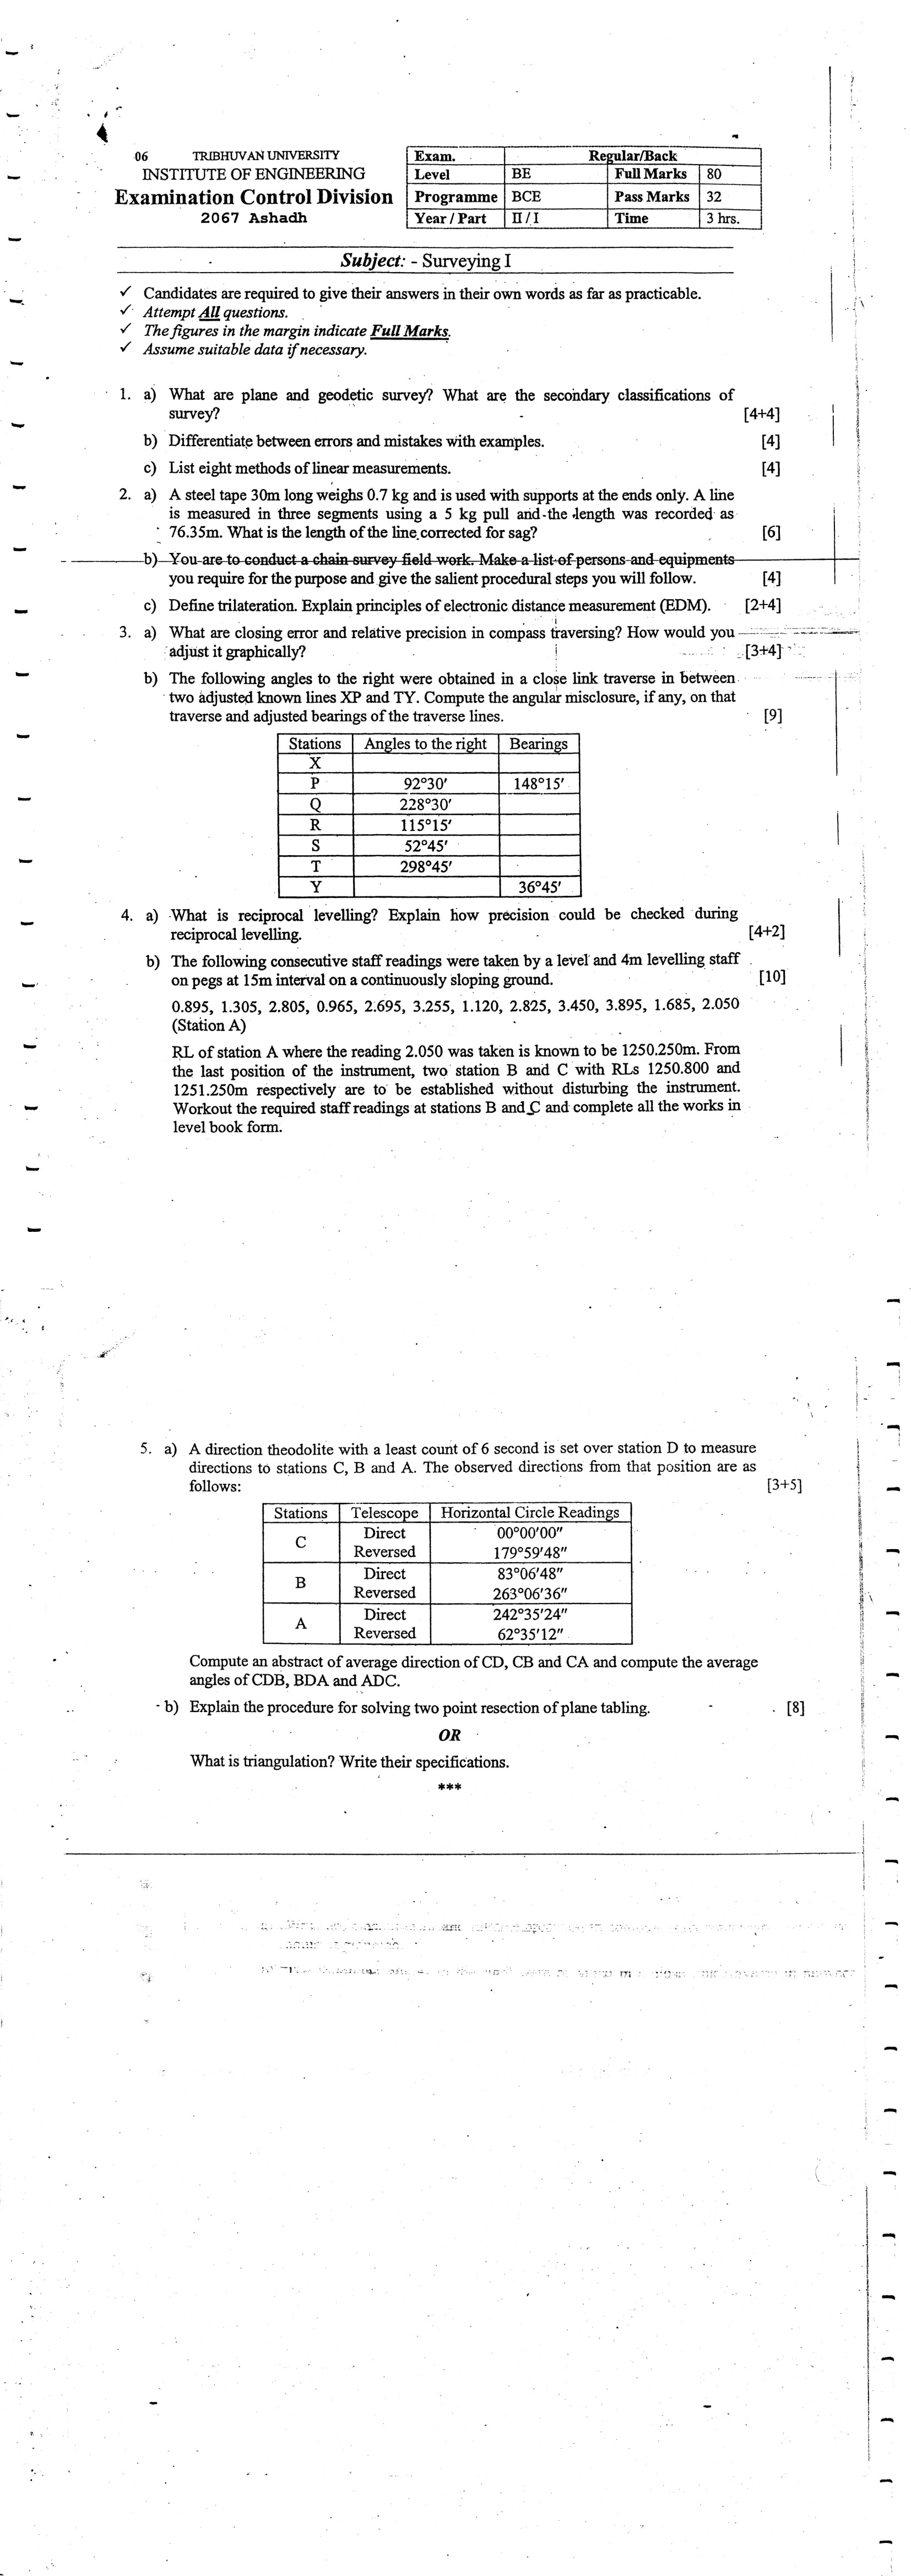 06 TRIBHUVAN UNIVERSITY
INSTITUTE OF ENGINEERING
Examination Control Division
2067 Ashadh
Exam. Regular/Back
Level BE Full Marks 80
Programme BCE Pass Marks 32
Year / Part II / I Time 3 hrs.
Subject: - Surveying I
✓ Candidates are required to give their answers in their own words as far as practicable.
✓ Attempt All questions.
✓ The figures in the margin indicate Full Marks.
✓ Assume suitable data if necessary.
1. a) What are plane and geodetic survey? What are the secondary classifications of
survey? [4+4]
b) Differentiate between errors and mistakes with examples. [4]
c) List eight methods of linear measurements. [4]
2. a) A steel tape 30m long weighs 0.7 kg and is used with supports at the ends only. A line
is measured in three segments using a 5 kg pull and the length was recorded as
76.35m. What is the length of the line corrected for sag? [6]
b) You are to conduct a chain survey field work. Make a list of persons and equipments
you require for the purpose and give the salient procedural steps you will follow. [4]
c) Define trilateration. Explain principles of electronic distance measurement (EDM). [2+4]
3. a) What are closing error and relative precision in compass traversing? How would you
adjust it graphically? [3+4]
b) The following angles to the right were obtained in a close link traverse in between
two adjusted known lines XP and TY. Compute the angular misclosure, if any, on that
traverse and adjusted bearings of the traverse lines. [9]
Stations Angles to the right Bearings
X
P 92°30′ 148°15′
Q 228°30′
R 115°15′
S 52°45′
T 298°45′
Y 36°45′
4. a) What is reciprocal levelling? Explain how precision could be checked during
reciprocal levelling. [4+2]
b) The following consecutive staff readings were taken by a level and 4m levelling staff
on pegs at 15m interval on a continuously sloping ground. [10]
0.895, 1.305, 2.805, 0.965, 2.695, 3.255, 1.120, 2.825, 3.450, 3.895, 1.685, 2.050
(Station A)
RL of station A where the reading 2.050 was taken is known to be 1250.250m. From
the last position of the instrument, two station B and C with RLs 1250.800 and
1251.250m respectively are to be established without disturbing the instrument.
Workout the required staff readings at stations B and C and complete all the works in
level book form.
5. a) A direction theodolite with a least count of 6 second is set over station D to measure
directions to stations C, B and A. The observed directions from that position are as
follows: [3+5]
Stations Telescope Horizontal Circle Readings
C Direct 00°00′00″
Reversed 179°59′48″
B Direct 83°06′48″
Reversed 263°06′36″
A Direct 242°35′24″
Reversed 62°35′12″
Compute an abstract of average direction of CD, CB and CA and compute the average
angles of CDB, BDA and ADC.
b) Explain the procedure for solving two point resection of plane tabling. [8]
OR
What is triangulation? Write their specifications.
***